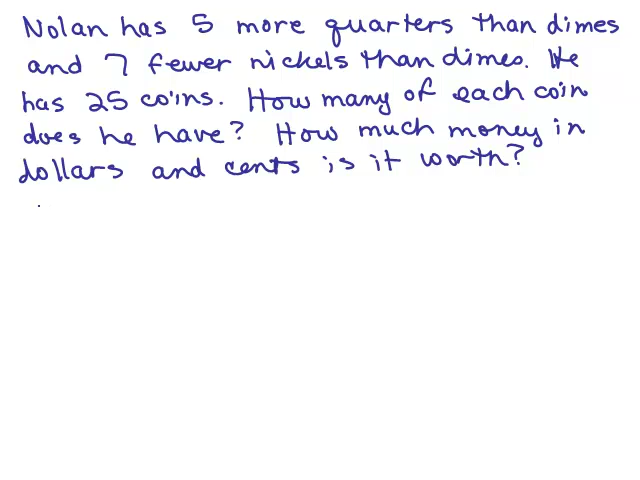 Nolan has 5 more quarters than dimes
and 7 fewer nickels than dimes. He
has 25 coins. How many of each coin
does he have? How much money in
dollars and cents is it worth?